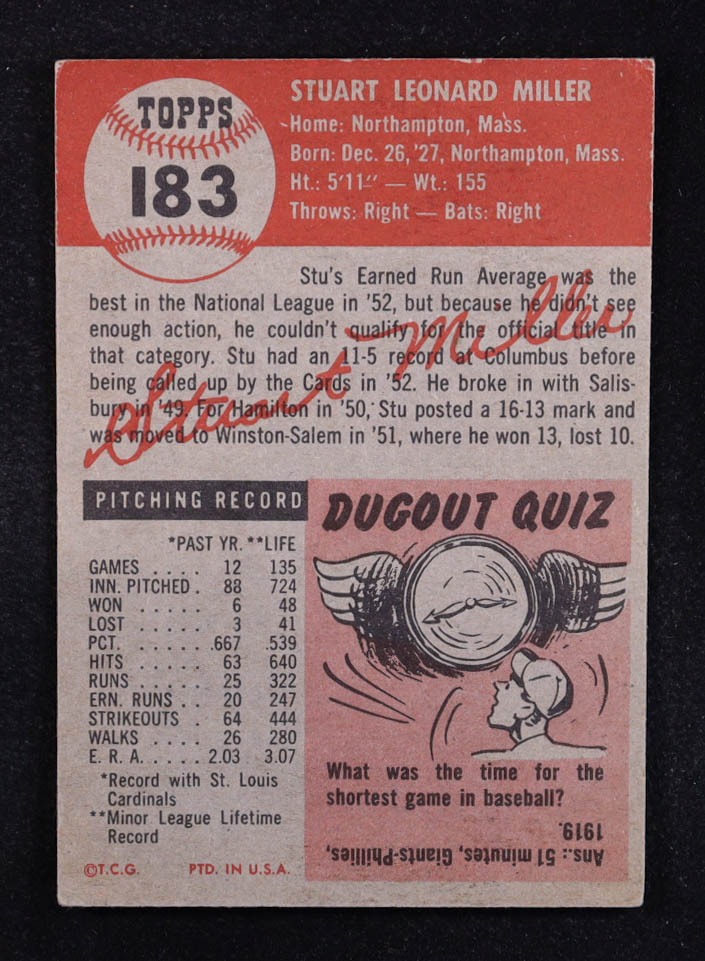 TOPPS
183
STUART LEONARD MILLER
Home: Northampton, Mass.
Born: Dec. 26, '27, Northampton, Mass.
Ht.: 5'11" — Wt.: 155
Throws: Right — Bats: Right
Stu's Earned Run Average was the
best in the National League in '52, but because he didn't see
enough action, he couldn't qualify for the official title in
that category. Stu had an 11-5 record at Columbus before
being called up by the Cards in '52. He broke in with Salis-
bury in '49. For Hamilton in '50, Stu posted a 16-13 mark and
was moved to Winston-Salem in '51, where he won 13, lost 10.
Stuart Miller
PITCHING RECORD
*PAST YR. **LIFE
GAMES . . . . 12 135
INN. PITCHED . 88 724
WON . . . . . 6 48
LOST . . . . . 3 41
PCT. . . . . . .667 .539
HITS . . . . . 63 640
RUNS . . . . . 25 322
ERN. RUNS . . 20 247
STRIKEOUTS . 64 444
WALKS . . . . 26 280
E. R. A. . . . . 2.03 3.07
*Record with St. Louis
Cardinals
**Minor League Lifetime
Record
©T.C.G. PTD. IN U.S.A.
DUGOUT QUIZ
What was the time for the
shortest game in baseball?
Ans.: 51 minutes, Giants-Phillies,
1919.